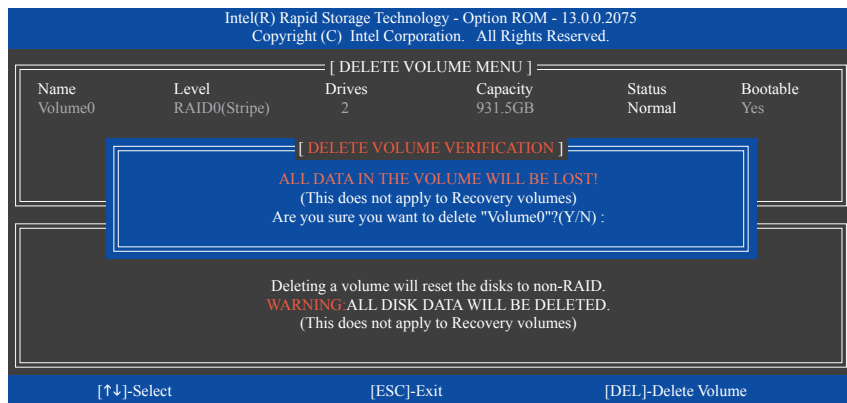 Intel(R) Rapid Storage Technology - Option ROM - 13.0.0.2075
Copyright (C) Intel Corporation. All Rights Reserved.
[ DELETE VOLUME MENU ]
Name Level Drives Capacity Status Bootable
Volume0 RAID0(Stripe) 2 931.5GB Normal Yes
[ DELETE VOLUME VERIFICATION ]
ALL DATA IN THE VOLUME WILL BE LOST!
(This does not apply to Recovery volumes)
Are you sure you want to delete "Volume0"?(Y/N) :
Deleting a volume will reset the disks to non-RAID.
WARNING:ALL DISK DATA WILL BE DELETED.
(This does not apply to Recovery volumes)
[↑↓]-Select [ESC]-Exit [DEL]-Delete Volume